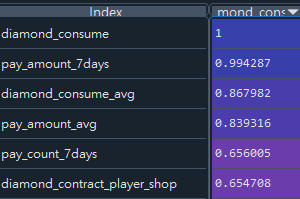 Index mond_cons
diamond_consume 1
pay_amount_7days 0.994287
diamond_consume_avg 0.867982
pay_amount_avg 0.839316
pay_count_7days 0.656005
diamond_contract_player_shop 0.654708